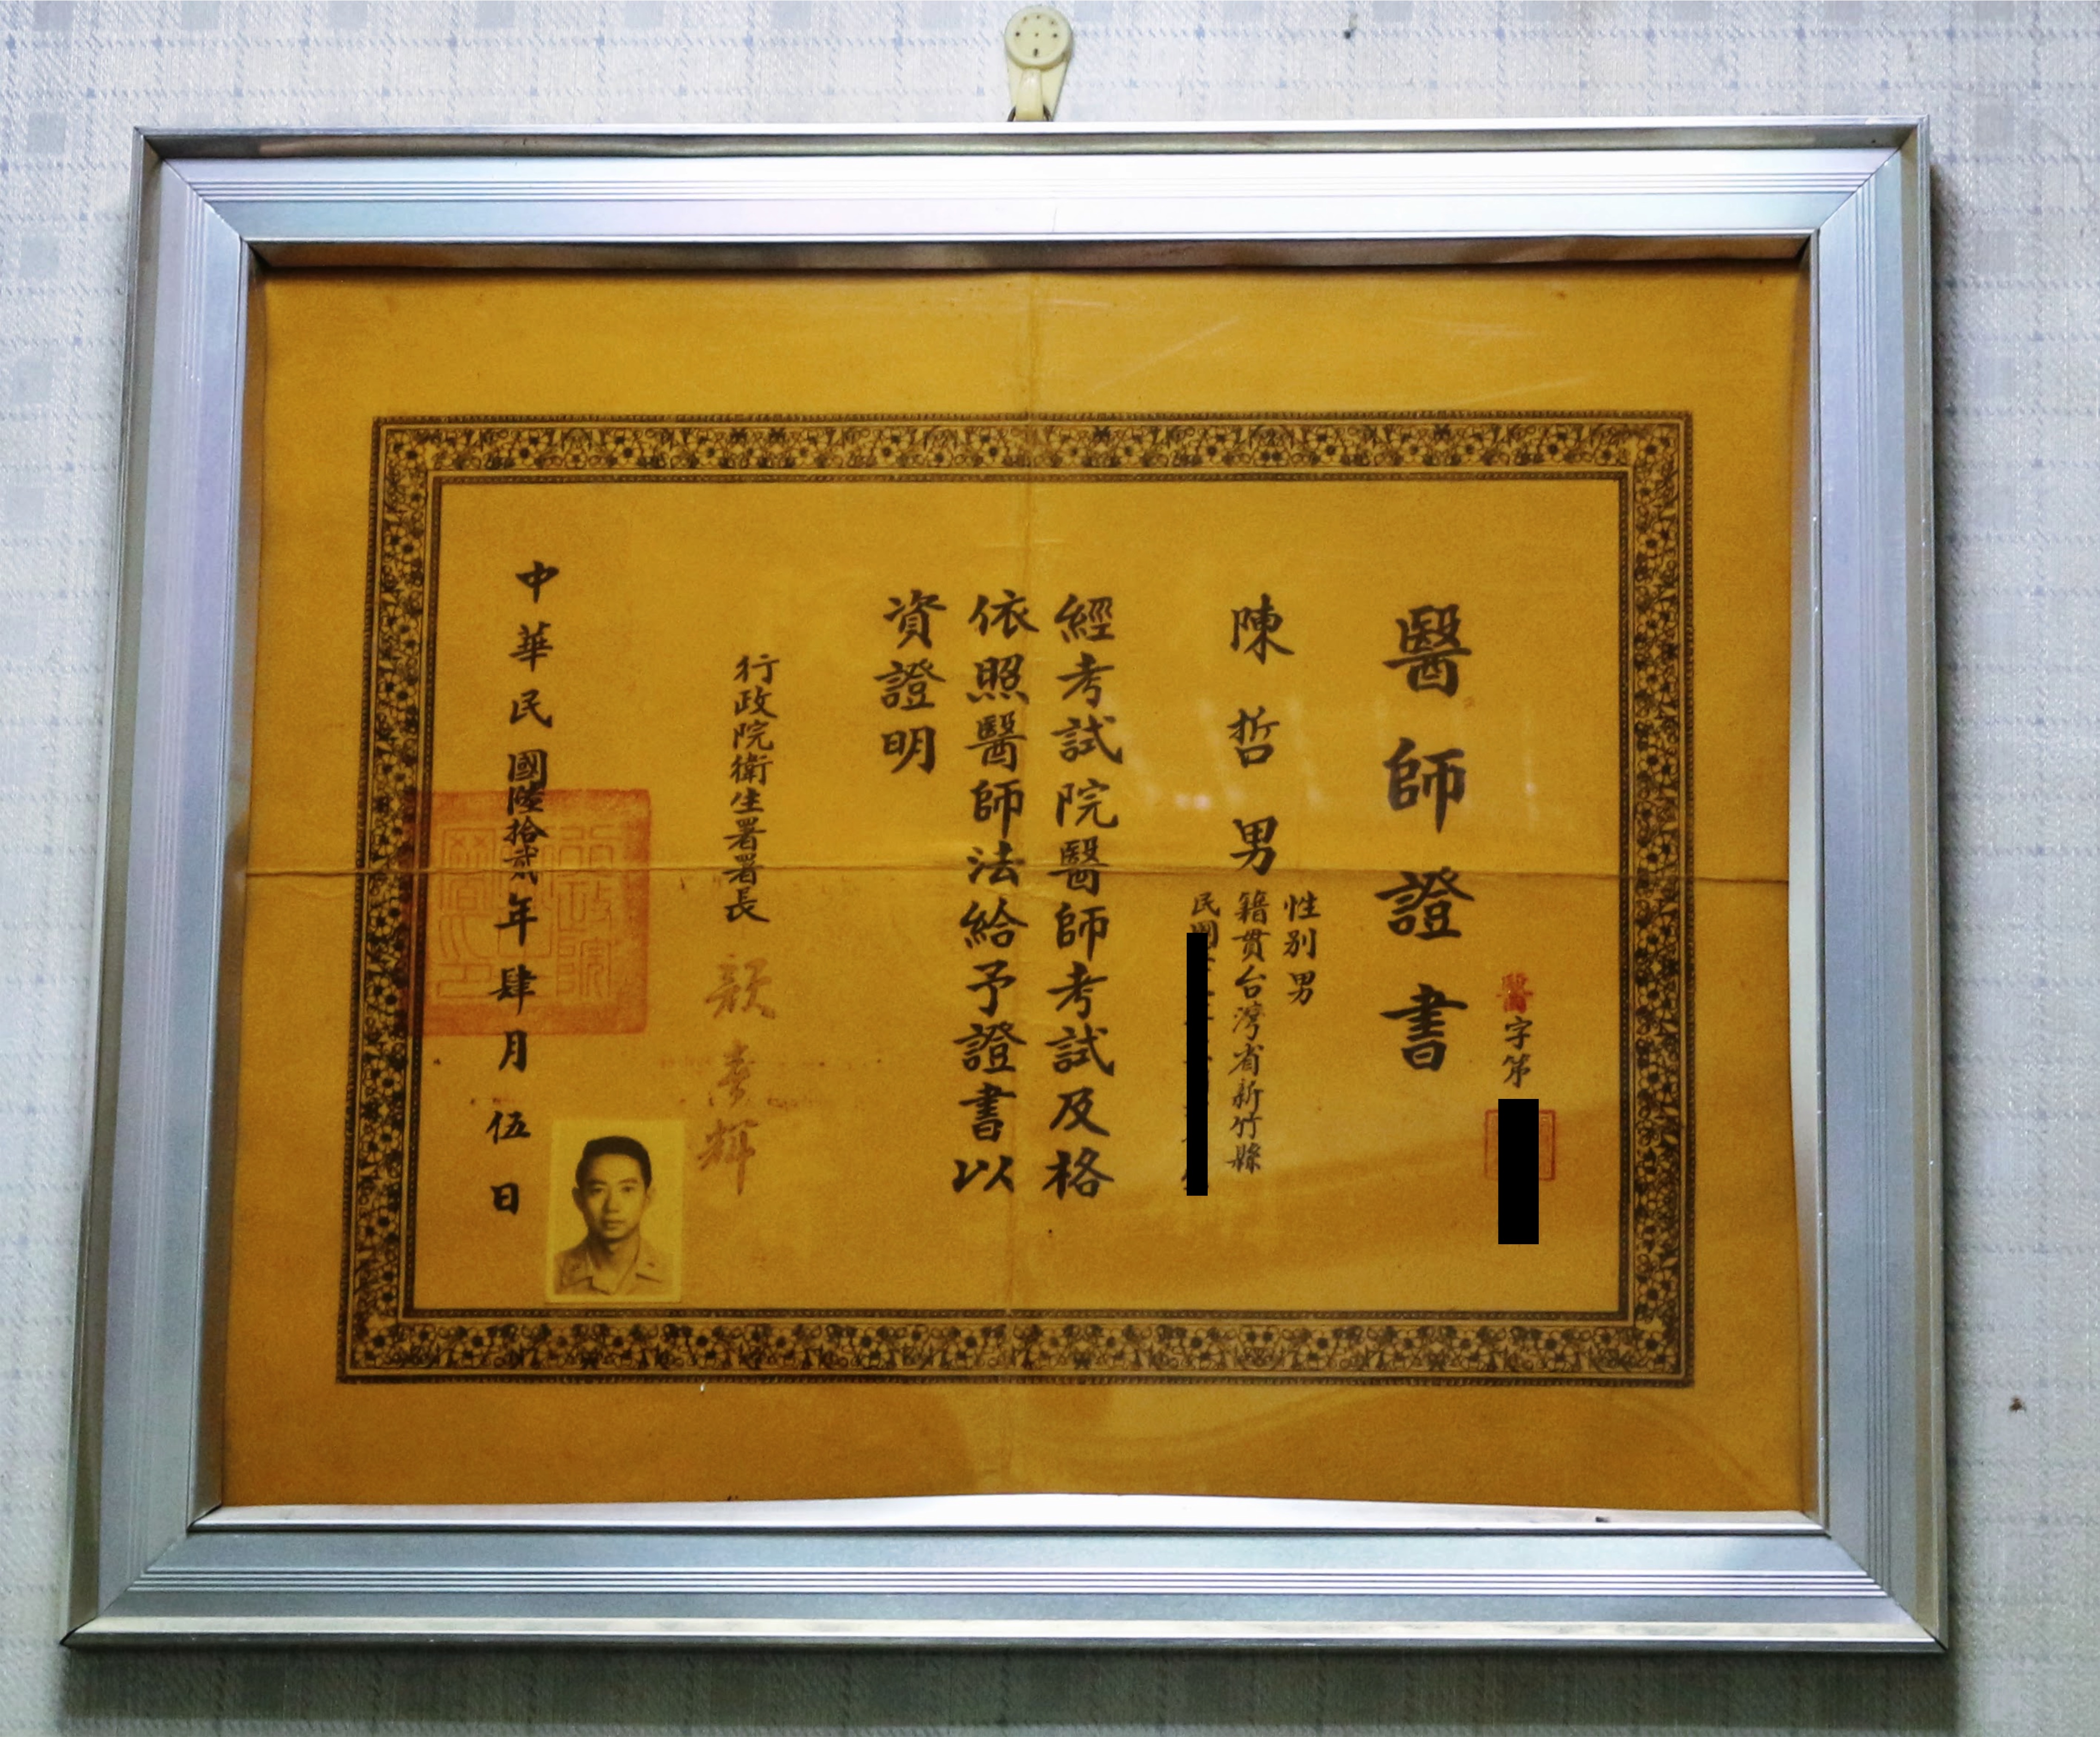 醫字第
醫師證書
陳哲男
性別男
籍貫台灣省新竹縣
民國
經考試院醫師考試及格
依照醫師法給予證書以
資證明
行政院衛生署署長
顏春輝
中華民國陸拾貳年肆月伍日